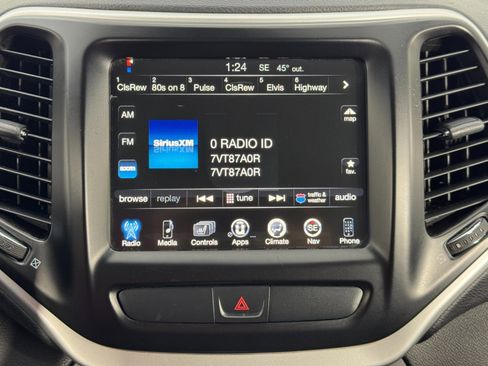 1:24 SE 45° out.
1 2 3 4 5 6
ClsRew 80s on 8 Pulse ClsRew Elvis Highway
AM
map
SiriusXM
0 RADIO ID
FM
7VT87A0R
fav.
7VT87A0R
browse replay tune traffic & weather audio
Radio Media Controls Apps Climate SE Nav Phone